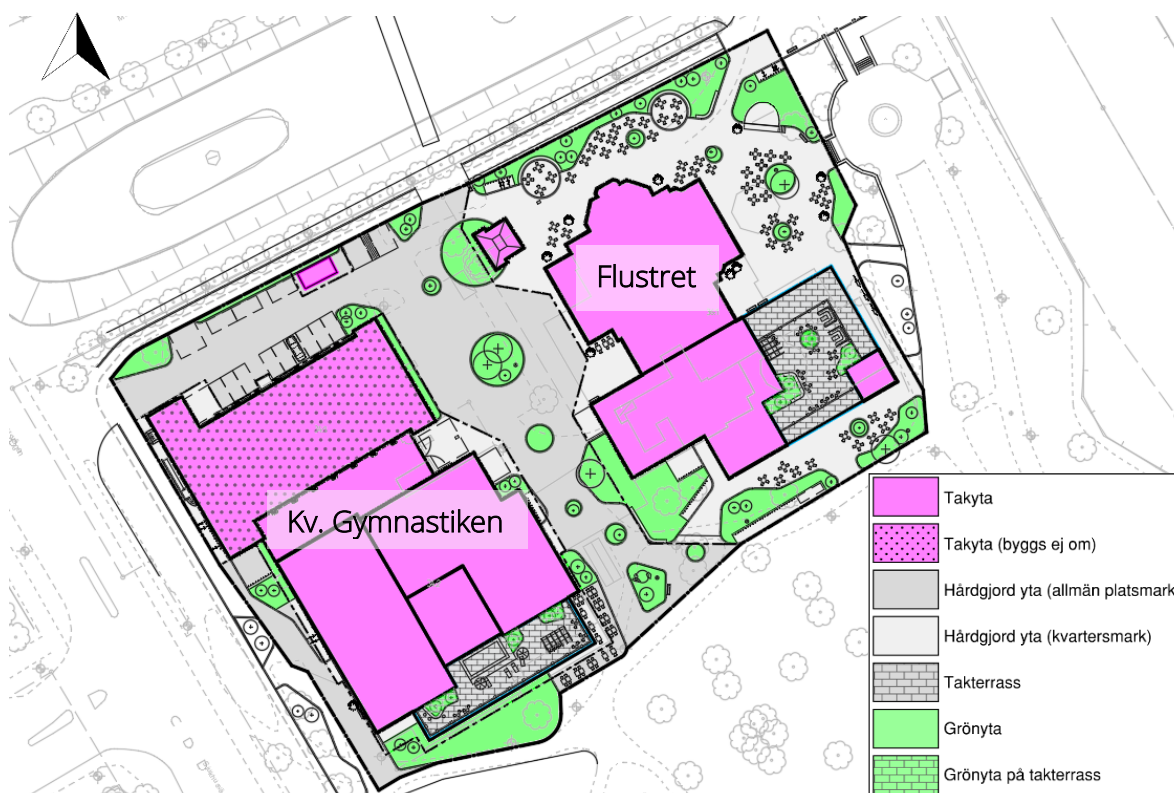 Flustret
Kv. Gymnastiken
Takyta
Takyta (byggs ej om)
Hårdgjord yta (allmän platsmark
Hårdgjord yta (kvartersmark)
Takterrass
Grönyta
Grönyta på takterrass